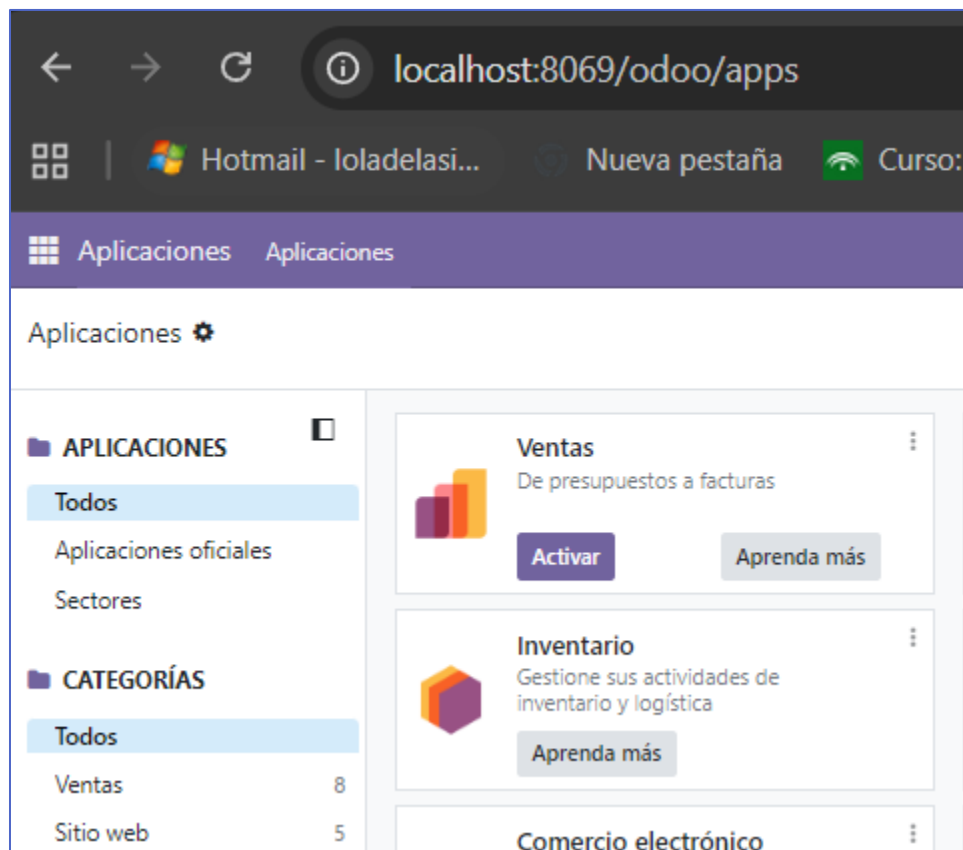 localhost:8069/odoo/apps
Hotmail - loladelasi... Nueva pestaña Curso:
Aplicaciones Aplicaciones
Aplicaciones
APLICACIONES
Todos
Aplicaciones oficiales
Sectores
CATEGORÍAS
Todos
Ventas 8
Sitio web 5
Ventas
De presupuestos a facturas
Activar Aprenda más
Inventario
Gestione sus actividades de
inventario y logística
Aprenda más
Comercio electrónico